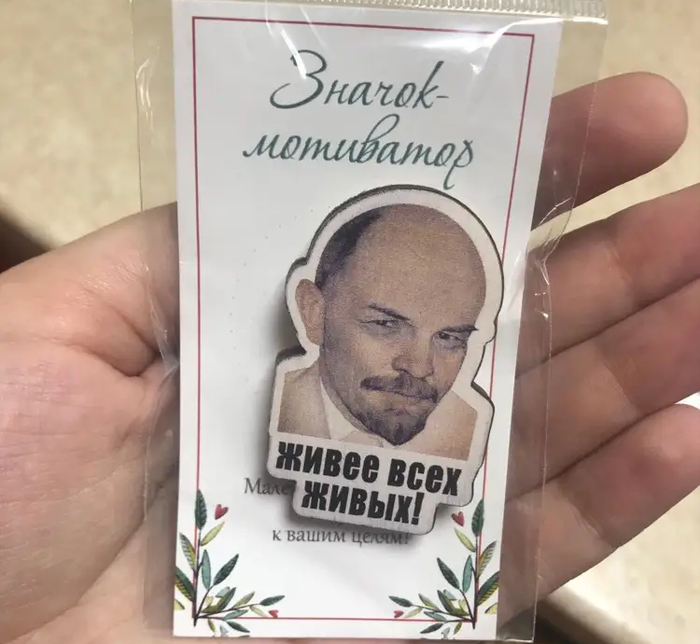 Значок-
мотиватор
живее всех
живых!
к вашим целям!